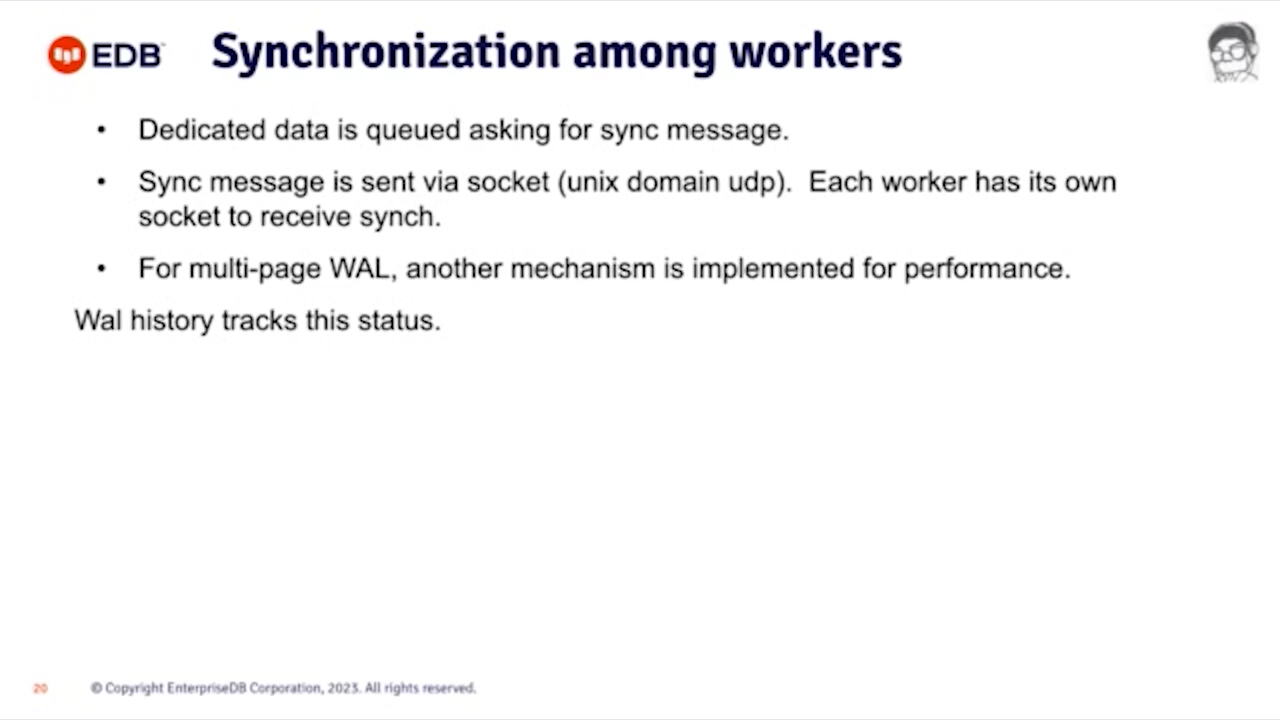 EDB
Synchronization among workers
• Dedicated data is queued asking for sync message.
• Sync message is sent via socket (unix domain udp).  Each worker has its own
socket to receive synch.
• For multi-page WAL, another mechanism is implemented for performance.
Wal history tracks this status.
20
© Copyright EnterpriseDB Corporation, 2023. All rights reserved.